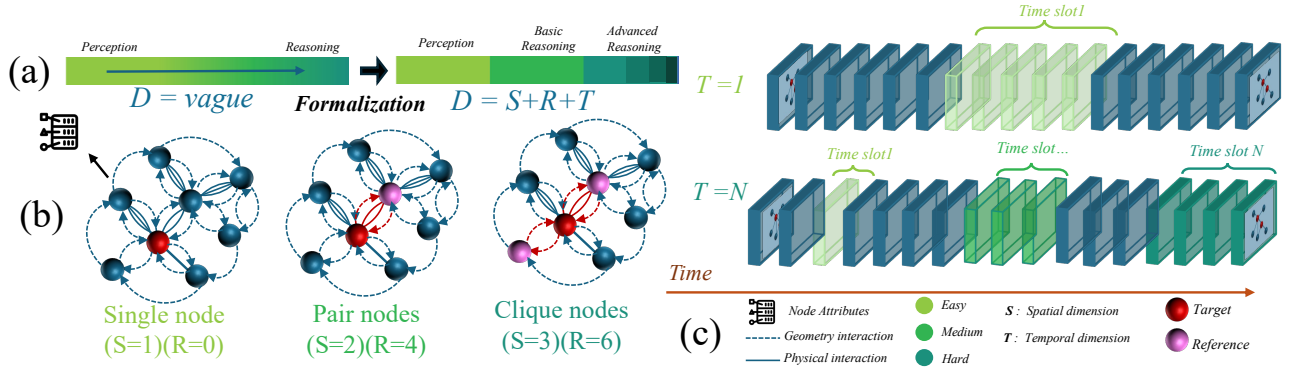 (a)
Perception
Reasoning
D = vague
Formalization
Perception
Basic
Reasoning
Advanced
Reasoning
D = S+R+T
(b)
Single node
(S=1)(R=0)
Pair nodes
(S=2)(R=4)
Clique nodes
(S=3)(R=6)
Time slot1
T =1
Time slot1
Time slot...
Time slot N
T =N
Time
(c)
Node Attributes
Geometry interaction
Physical interaction
Easy
Medium
Hard
S : Spatial dimension
T : Temporal dimension
Target
Reference